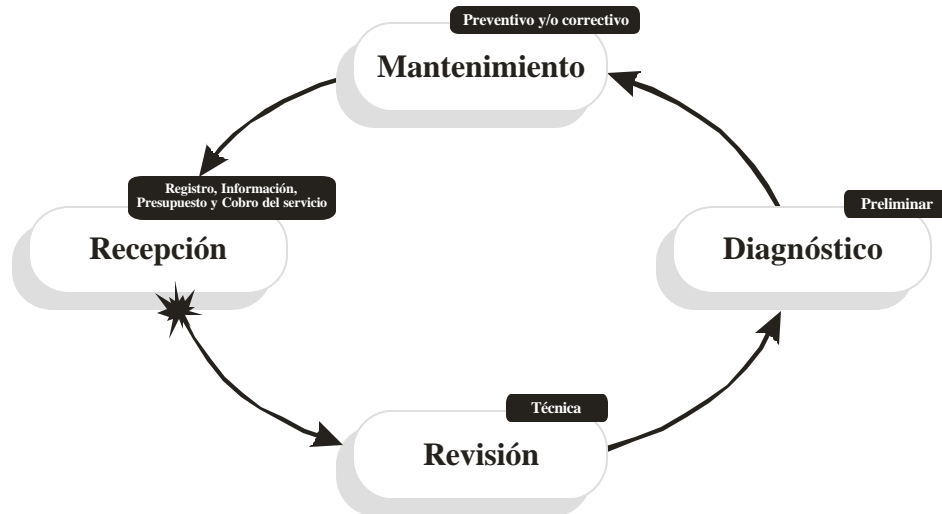 Preventivo y/o correctivo
Mantenimiento
Registro, Información,
Presupuesto y Cobro del servicio
Recepción
Preliminar
Diagnóstico
Técnica
Revisión